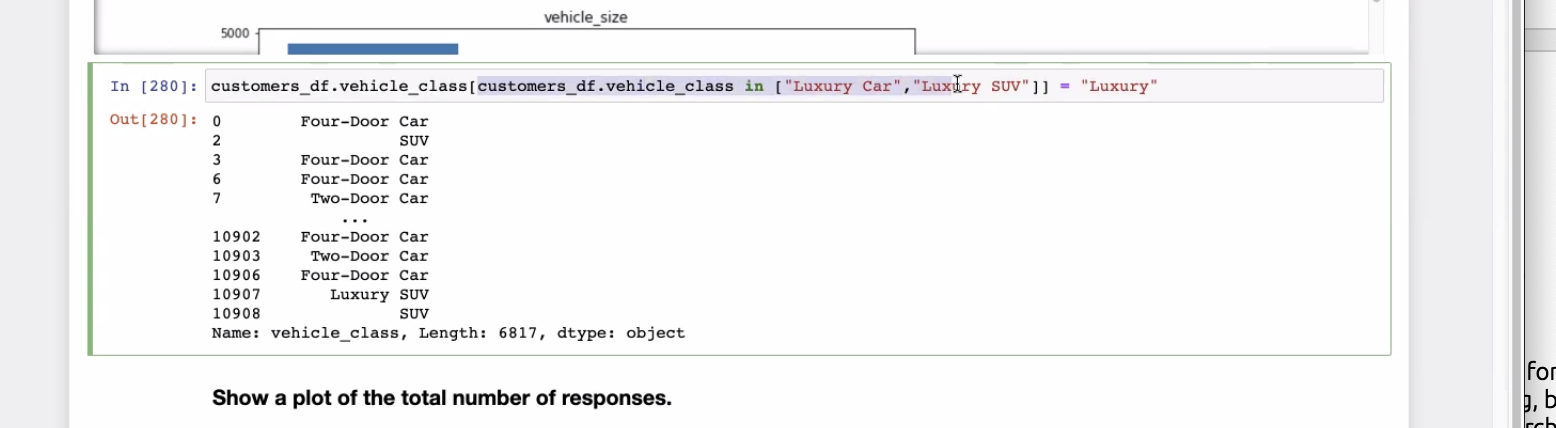 vehicle_size
5000
In [280]: customers_df.vehicle_class[customers_df.vehicle_class in ["Luxury Car","Luxury SUV"]] = "Luxury"
Out[280]: 0 Four-Door Car
2 SUV
3 Four-Door Car
6 Four-Door Car
7 Two-Door Car
...
10902 Four-Door Car
10903 Two-Door Car
10906 Four-Door Car
10907 Luxury SUV
10908 SUV
Name: vehicle_class, Length: 6817, dtype: object
Show a plot of the total number of responses.
for